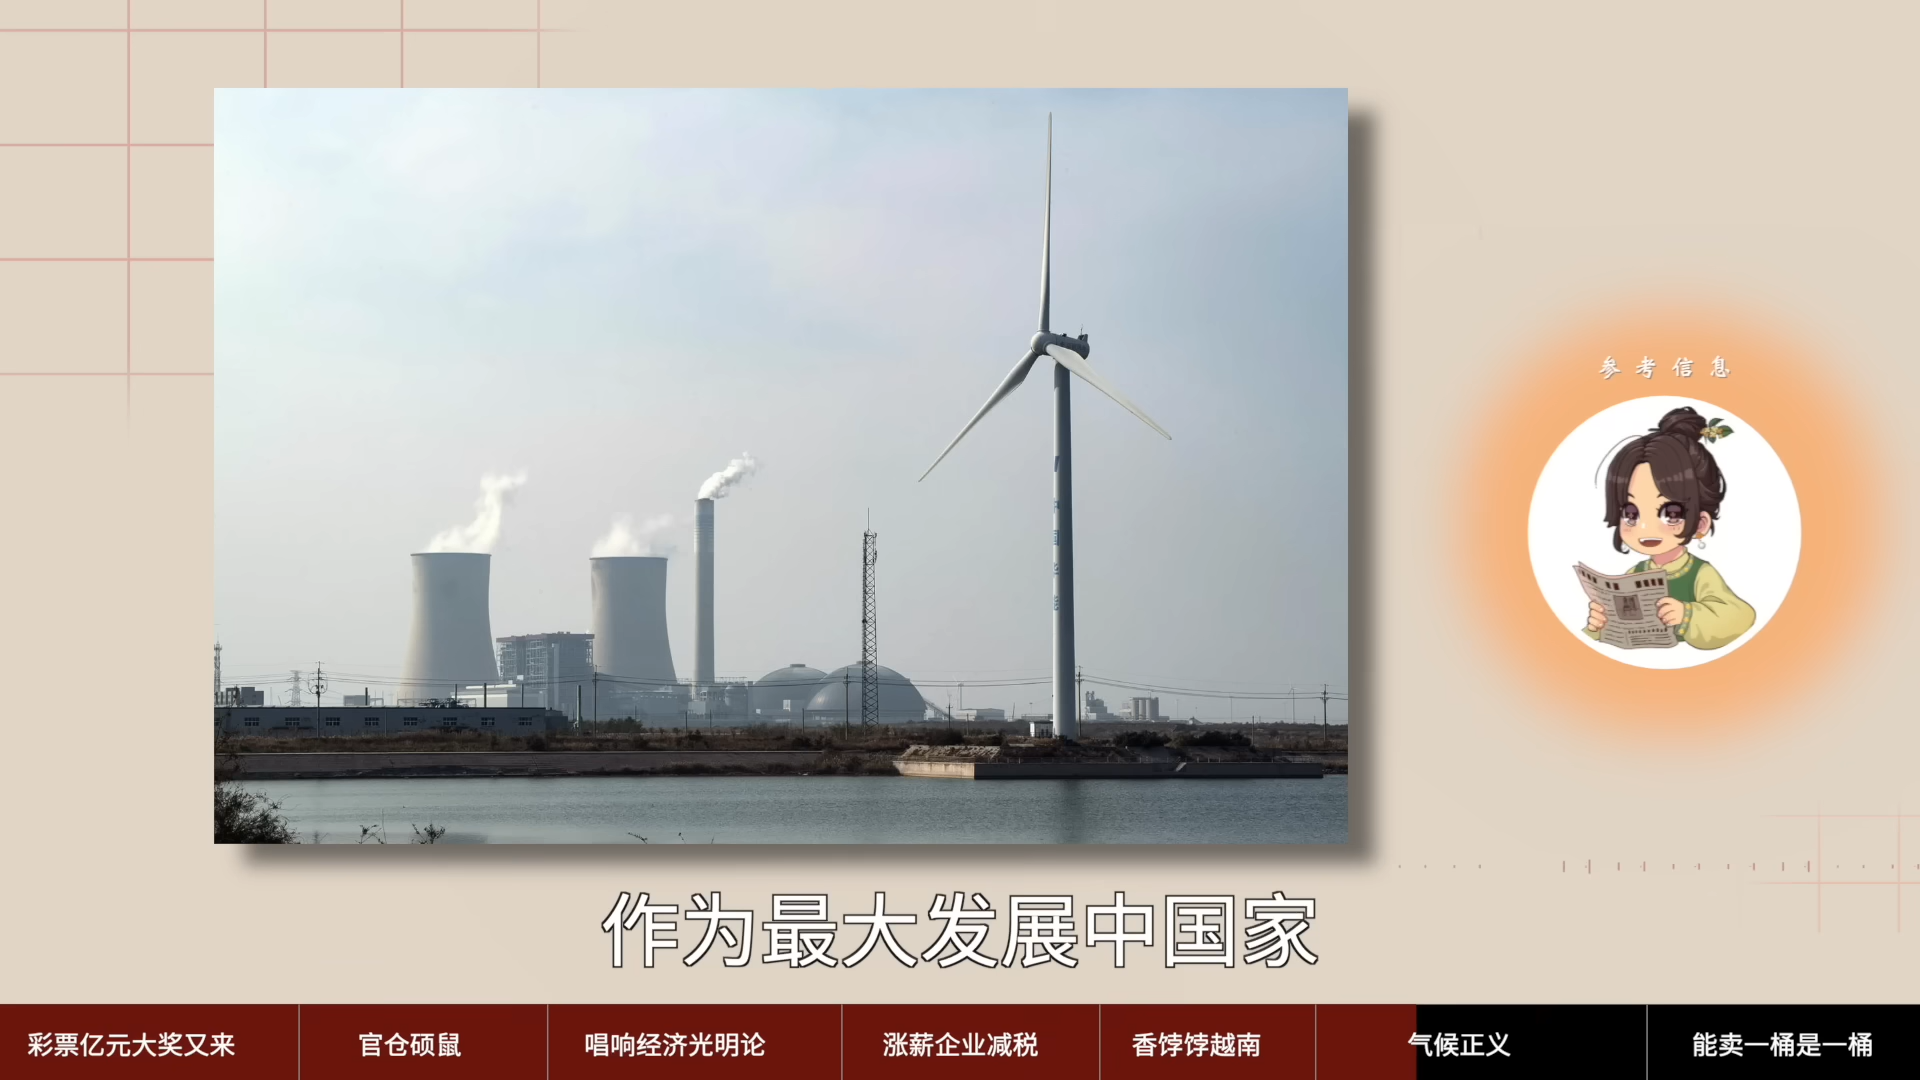 参考信息
作为最大发展中国家
彩票亿元大奖又来
官仓硕鼠
唱响经济光明论
涨薪企业减税
香饽饽越南
气候正义
能卖一桶是一桶